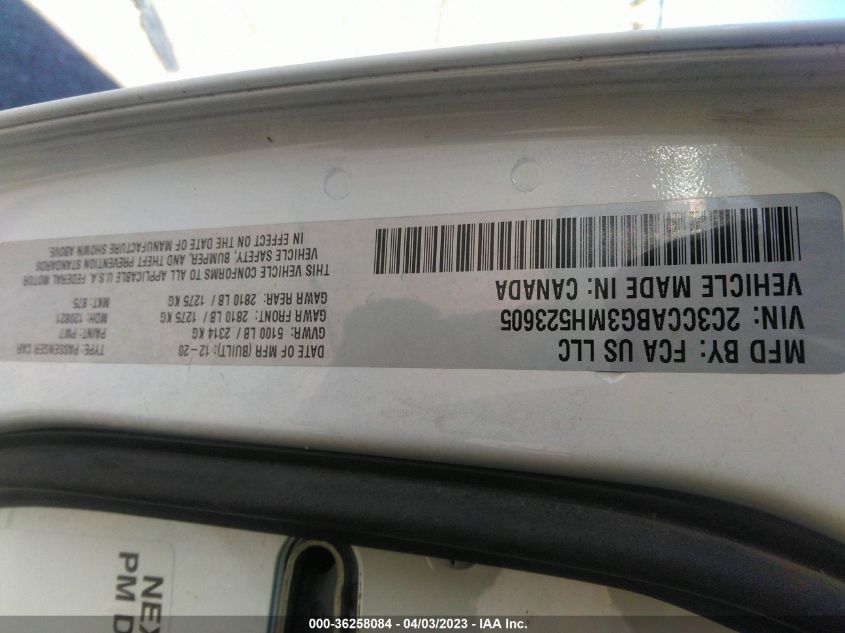 MFD BY: FCA US LLC
VIN: 2C3CCABG3MH523605
VEHICLE MADE IN: CANADA
DATE OF MFR (BUILT): 12-20
GVWR: 5100 LB / 2314 KG
GAWR FRONT: 2810 LB / 1275 KG
GAWR REAR: 2810 LB / 1275 KG
TYPE: PASSENGER CAR
PAINT: PW7
MDH: 120821
MKT: 675
THIS VEHICLE CONFORMS TO ALL APPLICABLE U.S.A. FEDERAL MOTOR
VEHICLE SAFETY, BUMPER, AND THEFT PREVENTION STANDARDS
IN EFFECT ON THE DATE OF MANUFACTURE SHOWN ABOVE.
NEX
PM D
000-36258084 - 04/03/2023 - IAA Inc.